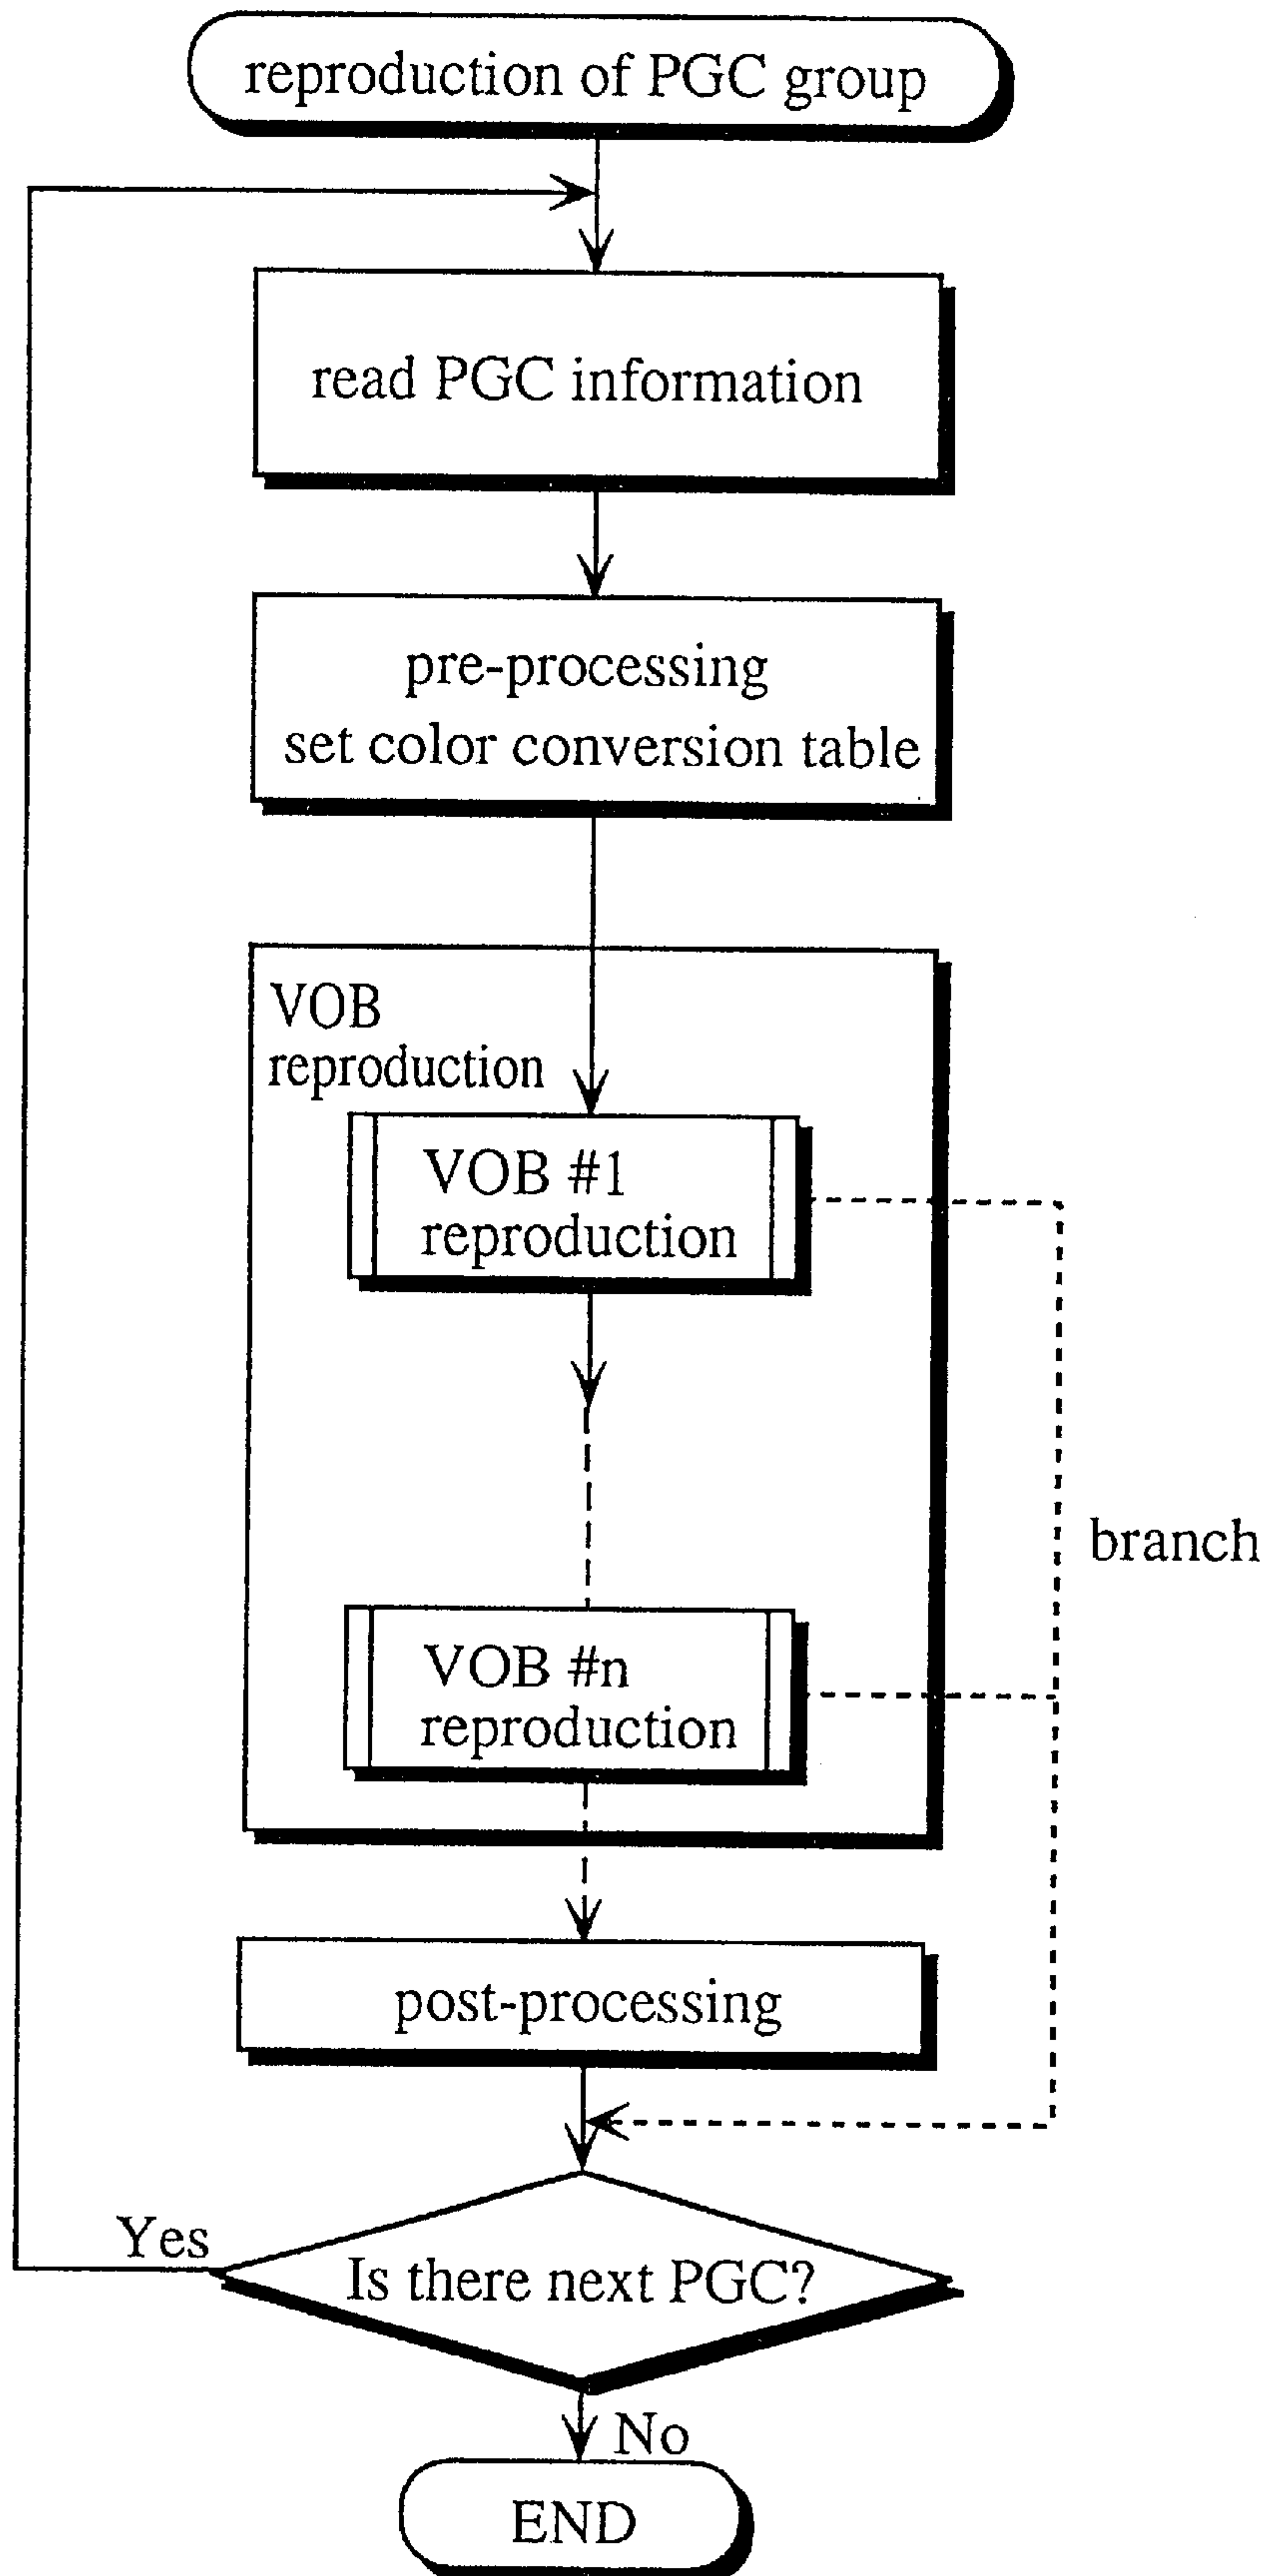 reproduction of PGC group
read PGC information
pre-processing
set color conversion table
VOB
reproduction
VOB #1
reproduction
branch
VOB #n
reproduction
post-processing
Yes
Is there next PGC?
No
END